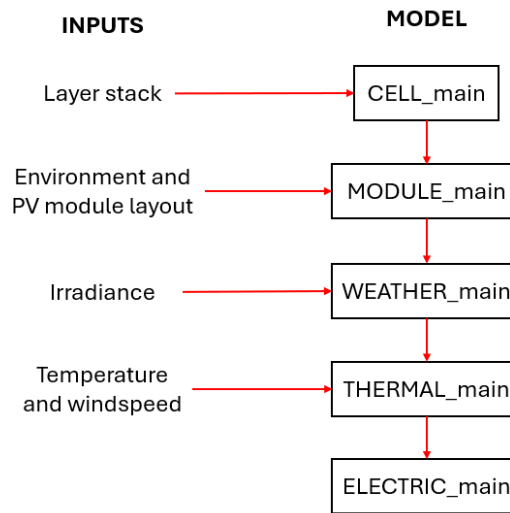 INPUTS
MODEL
Layer stack
CELL_main
Environment and
PV module layout
MODULE_main
Irradiance
WEATHER_main
Temperature
and windspeed
THERMAL_main
ELECTRIC_main